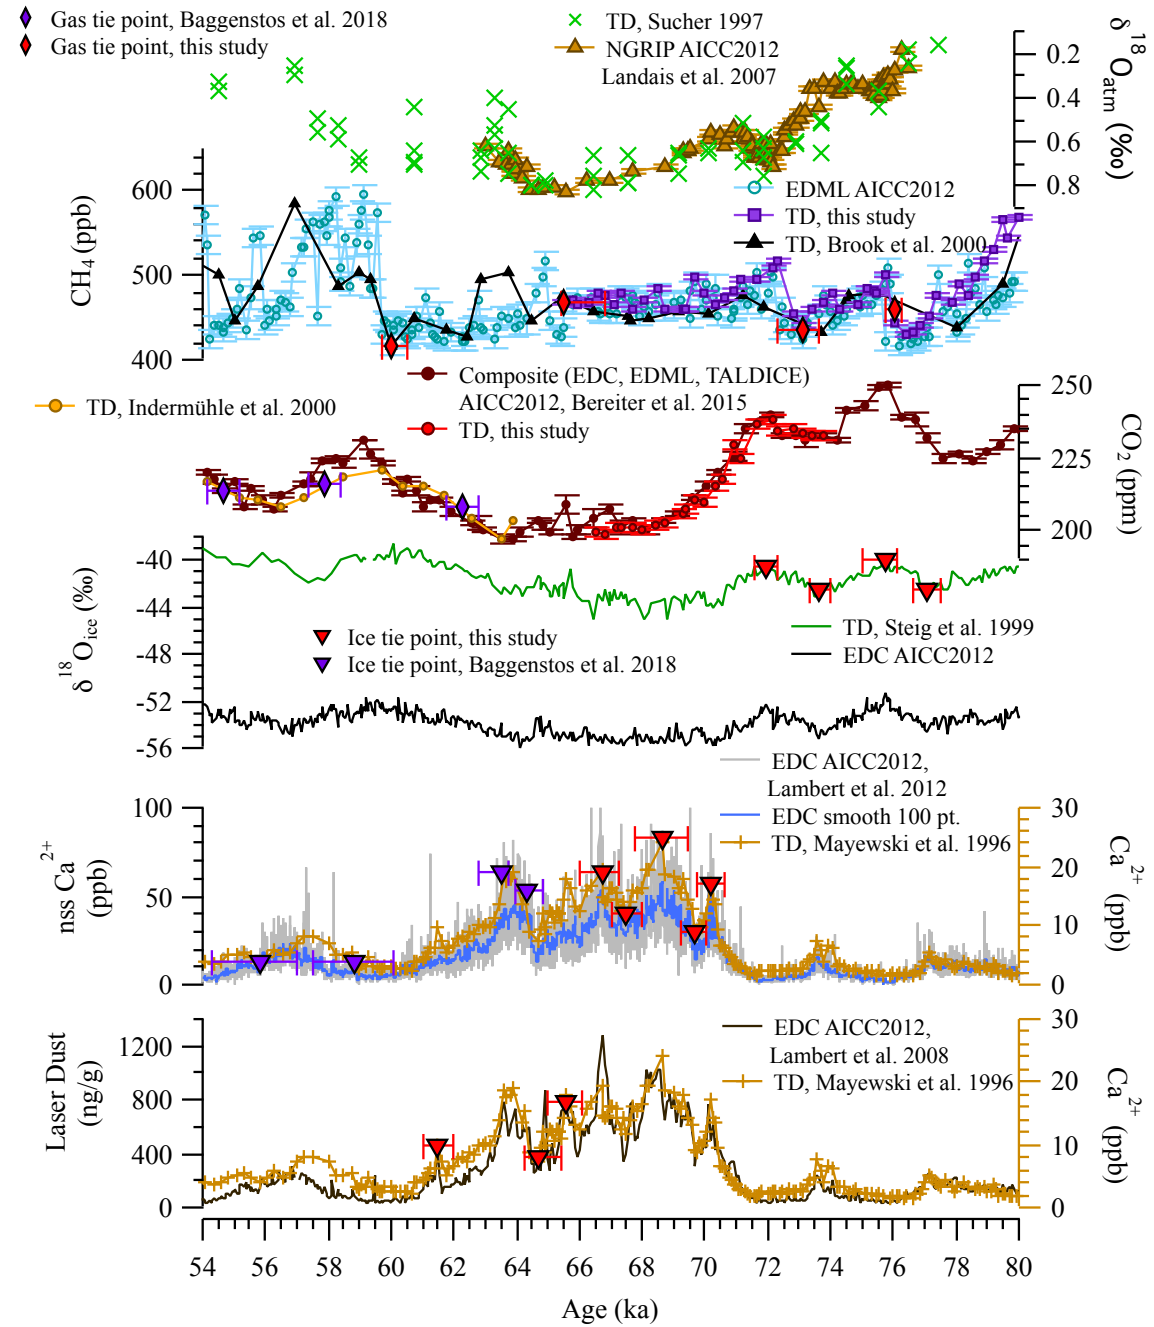 Gas tie point, Baggenstos et al. 2018
Gas tie point, this study
TD, Sucher 1997
NGRIP AICC2012
Landais et al. 2007
δ18Oatm (‰)
0.2
0.4
0.6
0.8
CH4 (ppb)
600
500
400
EDML AICC2012
TD, this study
TD, Brook et al. 2000
Composite (EDC, EDML, TALDICE)
AICC2012, Bereiter et al. 2015
TD, this study
TD, Indermühle et al. 2000
CO2 (ppm)
250
225
200
δ18Oice (‰)
-40
-44
-48
-52
-56
TD, Steig et al. 1999
EDC AICC2012
Ice tie point, this study
Ice tie point, Baggenstos et al. 2018
EDC AICC2012,
Lambert et al. 2012
EDC smooth 100 pt.
TD, Mayewski et al. 1996
nss Ca2+
(ppb)
100
50
0
Ca2+
(ppb)
30
20
10
0
EDC AICC2012,
Lambert et al. 2008
TD, Mayewski et al. 1996
Laser Dust
(ng/g)
1200
800
400
0
Ca2+
(ppb)
30
20
10
0
54 56 58 60 62 64 66 68 70 72 74 76 78 80
Age (ka)